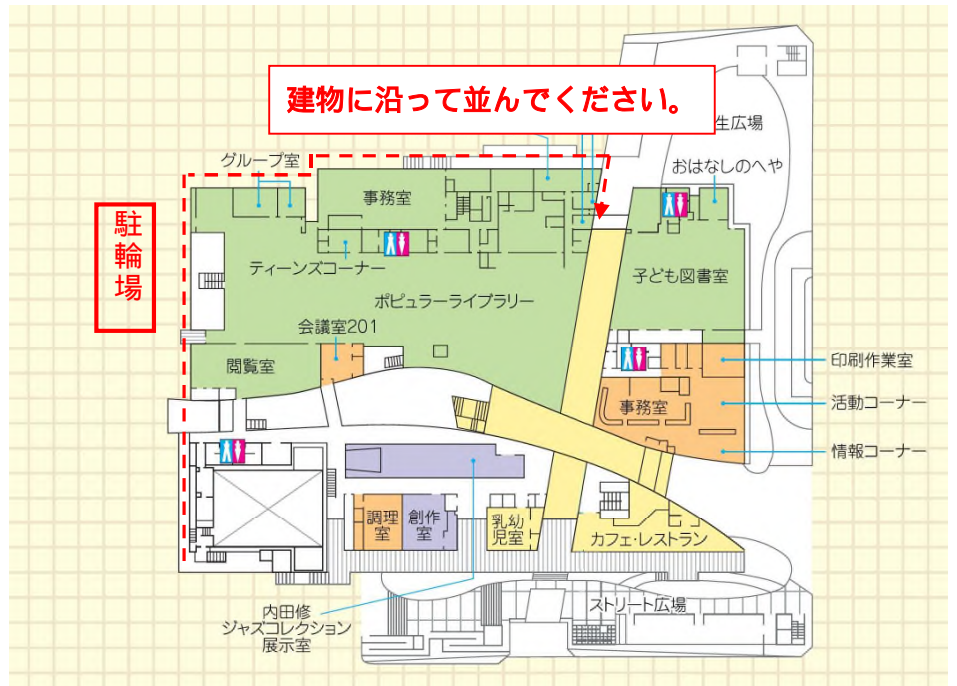 建物に沿って並んでください。
生広場
グループ室
おはなしのへや
事務室
駐輪場
ティーンズコーナー
子ども図書室
ポピュラーライブラリー
会議室201
閲覧室
印刷作業室
事務室
活動コーナー
情報コーナー
調理
室
創作
室
乳幼
児室
カフェ・レストラン
内田修
ジャズコレクション
展示室
ストリート広場